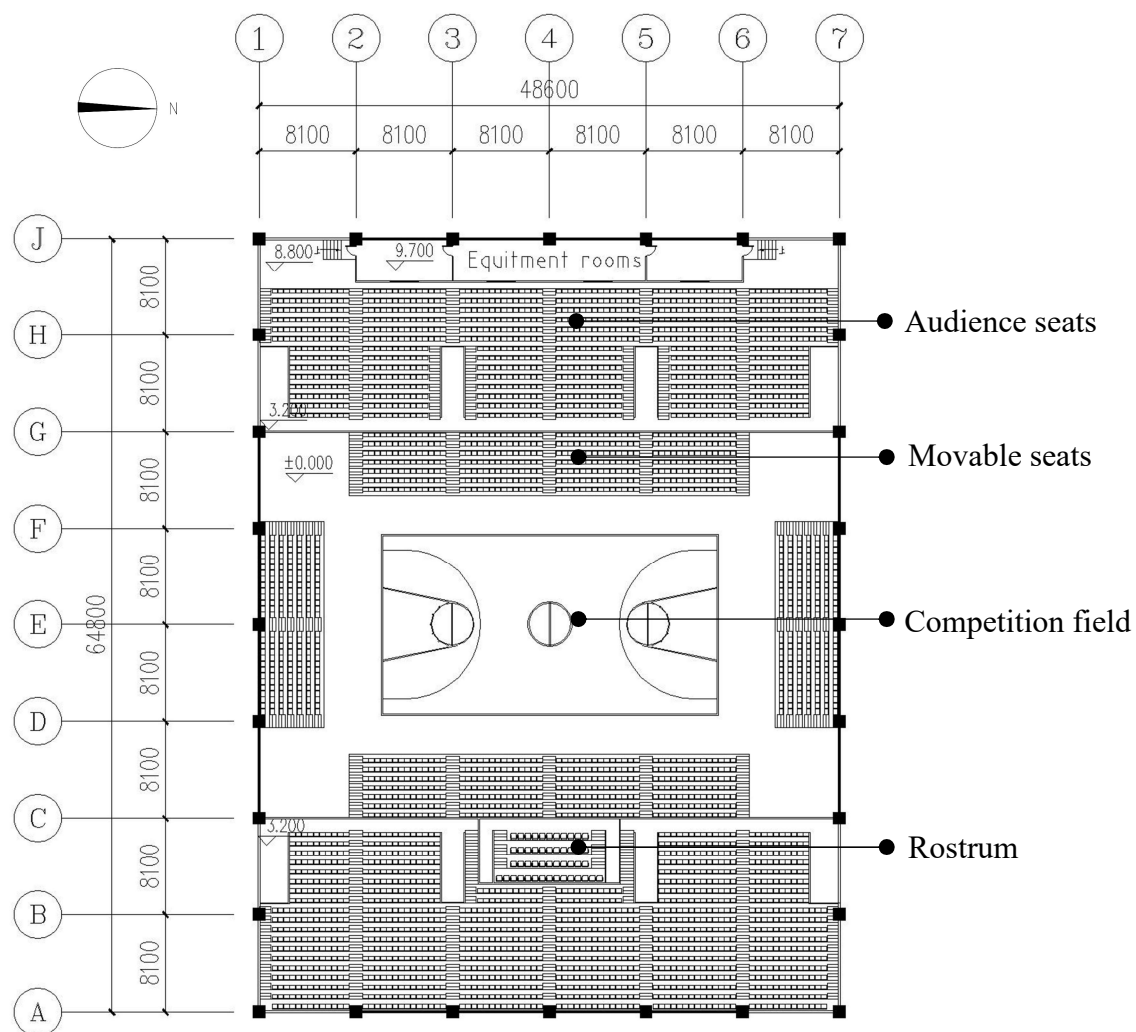 1 2 3 4 5 6 7
48600
N
8100 8100 8100 8100 8100 8100
J
8.800 9.700 Equitment rooms
8100
H
Audience seats
8100
3.200
G
Movable seats
±0.000
8100
F
8100
64800
E
Competition field
8100
D
8100
C
3.200
Rostrum
8100
B
8100
A